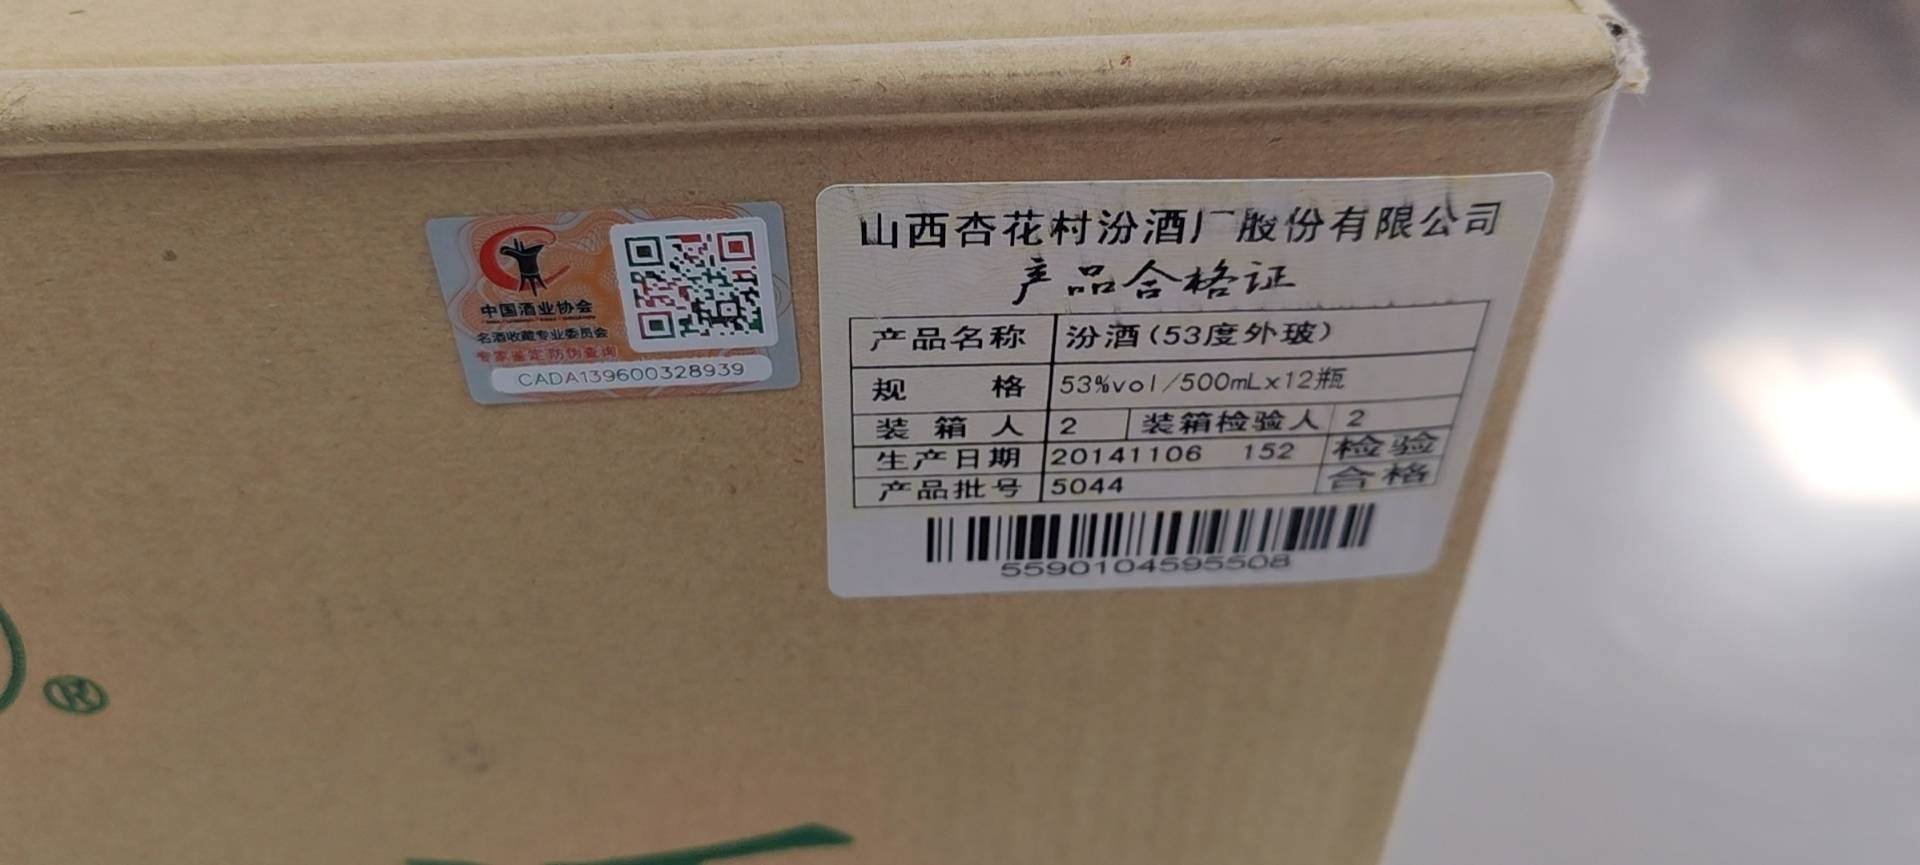 中国酒业协会
名酒收藏专业委员会
专家鉴定 防伪查询
CADA139600328939
山西杏花村汾酒厂股份有限公司
产品合格证
产品名称 汾酒(53度外玻)
规 格 53%vol/500mLx12瓶
装箱人 2 装箱检验人 2
生产日期 20141106 152 检验
产品批号 5044 合格
5590104595508
®